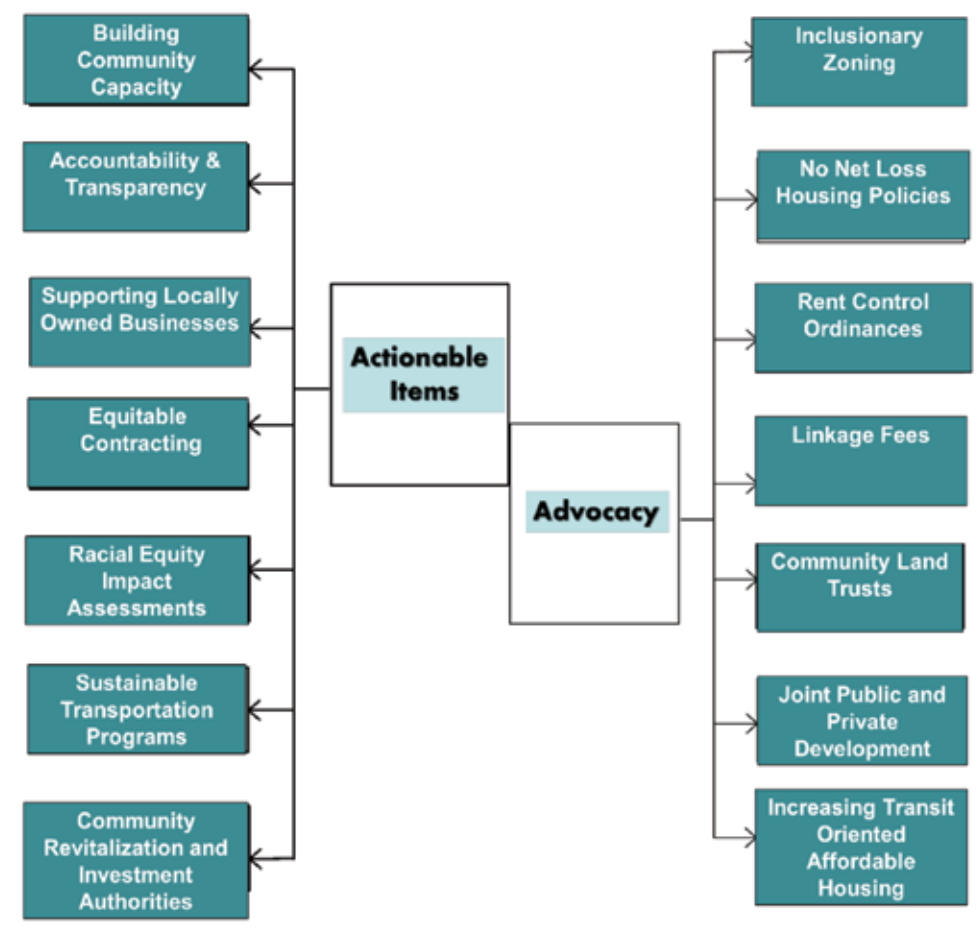 Building
Community
Capacity
Accountability &
Transparency
Supporting Locally
Owned Businesses
Equitable
Contracting
Racial Equity
Impact
Assessments
Sustainable
Transportation
Programs
Community
Revitalization and
Investment
Authorities
Actionable
Items
Advocacy
Inclusionary
Zoning
No Net Loss
Housing Policies
Rent Control
Ordinances
Linkage Fees
Community Land
Trusts
Joint Public and
Private
Development
Increasing Transit
Oriented
Affordable
Housing